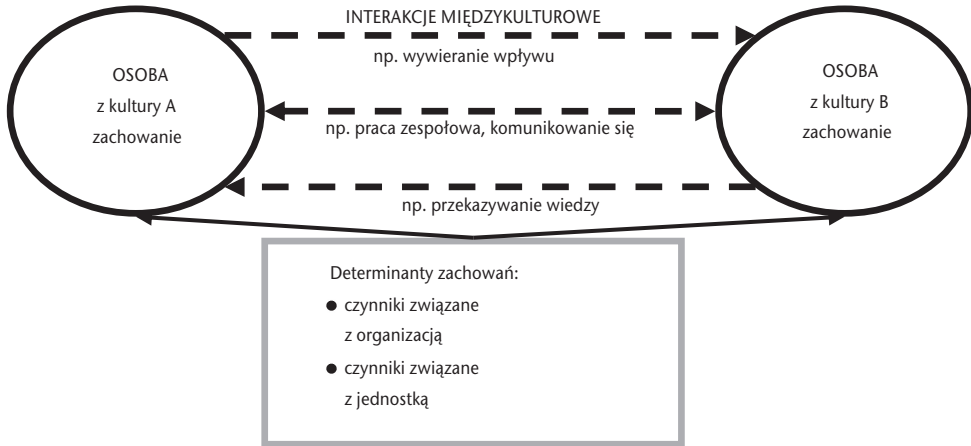 INTERAKCJE MIĘDZYKULTUROWE
np. wywieranie wpływu
OSOBA
z kultury A
zachowanie
OSOBA
z kultury B
zachowanie
np. praca zespołowa, komunikowanie się
np. przekazywanie wiedzy
Determinanty zachowań:
● czynniki związane
z organizacją
● czynniki związane
z jednostką